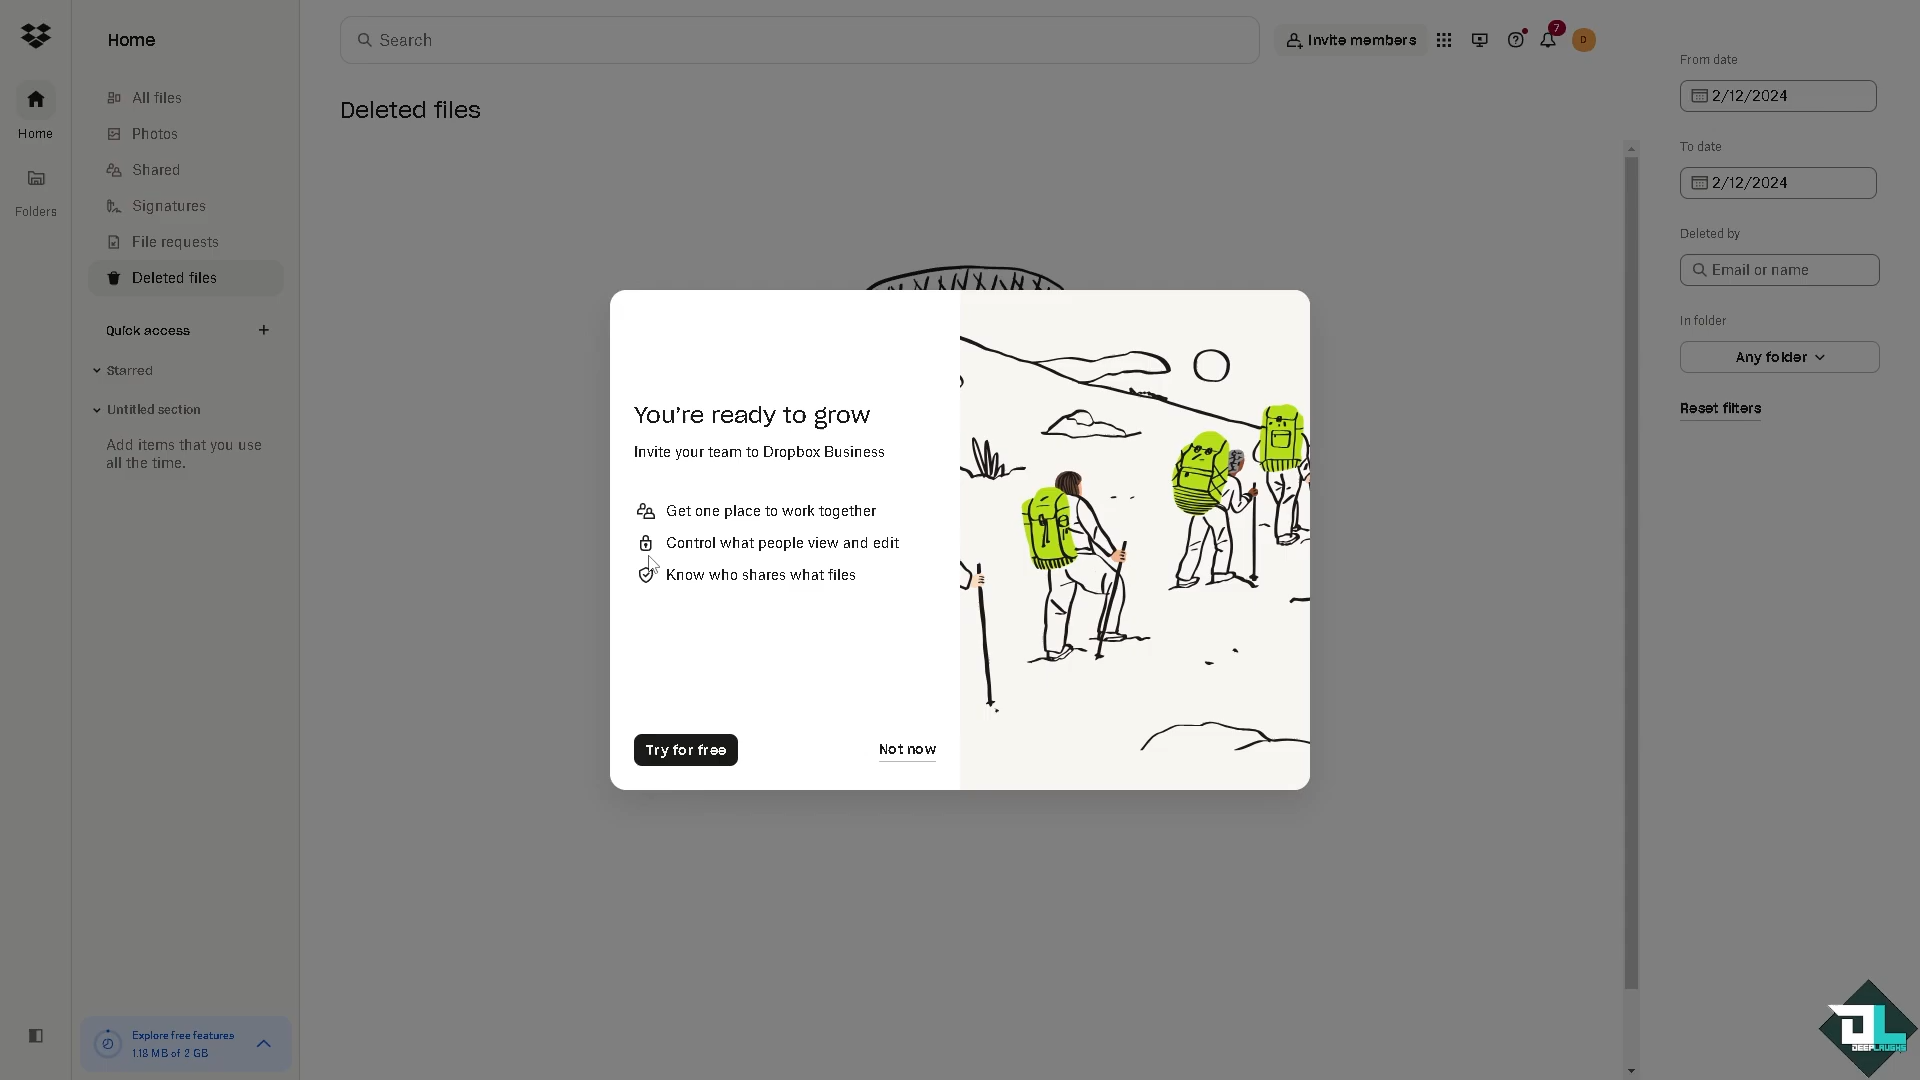 Home
Search
Invite members
7
D
Home
Folders
All files
Photos
Shared
Signatures
File requests
Deleted files
Quick access
Starred
Untitled section
Add items that you use
all the time.
Explore free features
1.18 MB of 2 GB
Deleted files
You're ready to grow
Invite your team to Dropbox Business
Get one place to work together
Control what people view and edit
Know who shares what files
Try for free
Not now
From date
2/12/2024
To date
2/12/2024
Deleted by
Email or name
In folder
Any folder
Reset filters
DL
DEEPLAUGHS